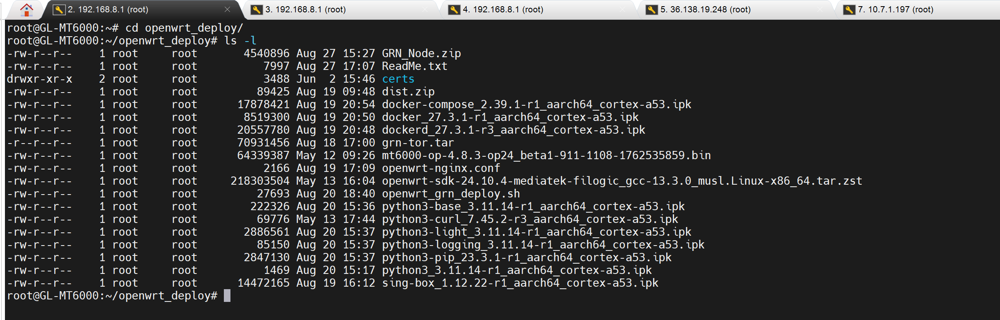 2. 192.168.8.1 (root) 3. 192.168.8.1 (root) 4. 192.168.8.1 (root) 5. 36.138.19.248 (root) 7. 10.7.1.197 (root)
root@GL-MT6000:~# cd openwrt_deploy/
root@GL-MT6000:~/openwrt_deploy# ls -l
-rw-r--r--    1 root     root       4540896 Aug 27 15:27 GRN_Node.zip
-rw-r--r--    1 root     root          7997 Aug 27 17:07 ReadMe.txt
drwxr-xr-x    2 root     root          3488 Jun  2 15:46 certs
-rw-r--r--    1 root     root         89425 Aug 19 09:48 dist.zip
-rw-r--r--    1 root     root      17878421 Aug 19 20:54 docker-compose_2.39.1-r1_aarch64_cortex-a53.ipk
-rw-r--r--    1 root     root       8519300 Aug 19 20:50 docker_27.3.1-r1_aarch64_cortex-a53.ipk
-rw-r--r--    1 root     root      20557780 Aug 19 20:48 dockerd_27.3.1-r3_aarch64_cortex-a53.ipk
-r--r--r--    1 root     root      70931456 Aug 18 17:00 grn-tor.tar
-rw-r--r--    1 root     root      64339387 May 12 09:26 mt6000-op-4.8.3-op24_beta1-911-1108-1762535859.bin
-rw-r--r--    1 root     root          2166 Aug 19 17:09 openwrt-nginx.conf
-rw-r--r--    1 root     root     218303504 May 13 16:04 openwrt-sdk-24.10.4-mediatek-filogic_gcc-13.3.0_musl.Linux-x86_64.tar.zst
-rw-r--r--    1 root     root         27693 Aug 20 18:40 openwrt_grn_deploy.sh
-rw-r--r--    1 root     root        222326 Aug 20 15:36 python3-base_3.11.14-r1_aarch64_cortex-a53.ipk
-rw-r--r--    1 root     root         69776 May 13 17:44 python3-curl_7.45.2-r3_aarch64_cortex-a53.ipk
-rw-r--r--    1 root     root       2886561 Aug 20 15:37 python3-light_3.11.14-r1_aarch64_cortex-a53.ipk
-rw-r--r--    1 root     root         85150 Aug 20 15:37 python3-logging_3.11.14-r1_aarch64_cortex-a53.ipk
-rw-r--r--    1 root     root       2847130 Aug 20 15:37 python3-pip_23.3.1-r1_aarch64_cortex-a53.ipk
-rw-r--r--    1 root     root          1469 Aug 20 15:17 python3_3.11.14-r1_aarch64_cortex-a53.ipk
-rw-r--r--    1 root     root      14472165 Aug 19 16:12 sing-box_1.12.22-r1_aarch64_cortex-a53.ipk
root@GL-MT6000:~/openwrt_deploy#